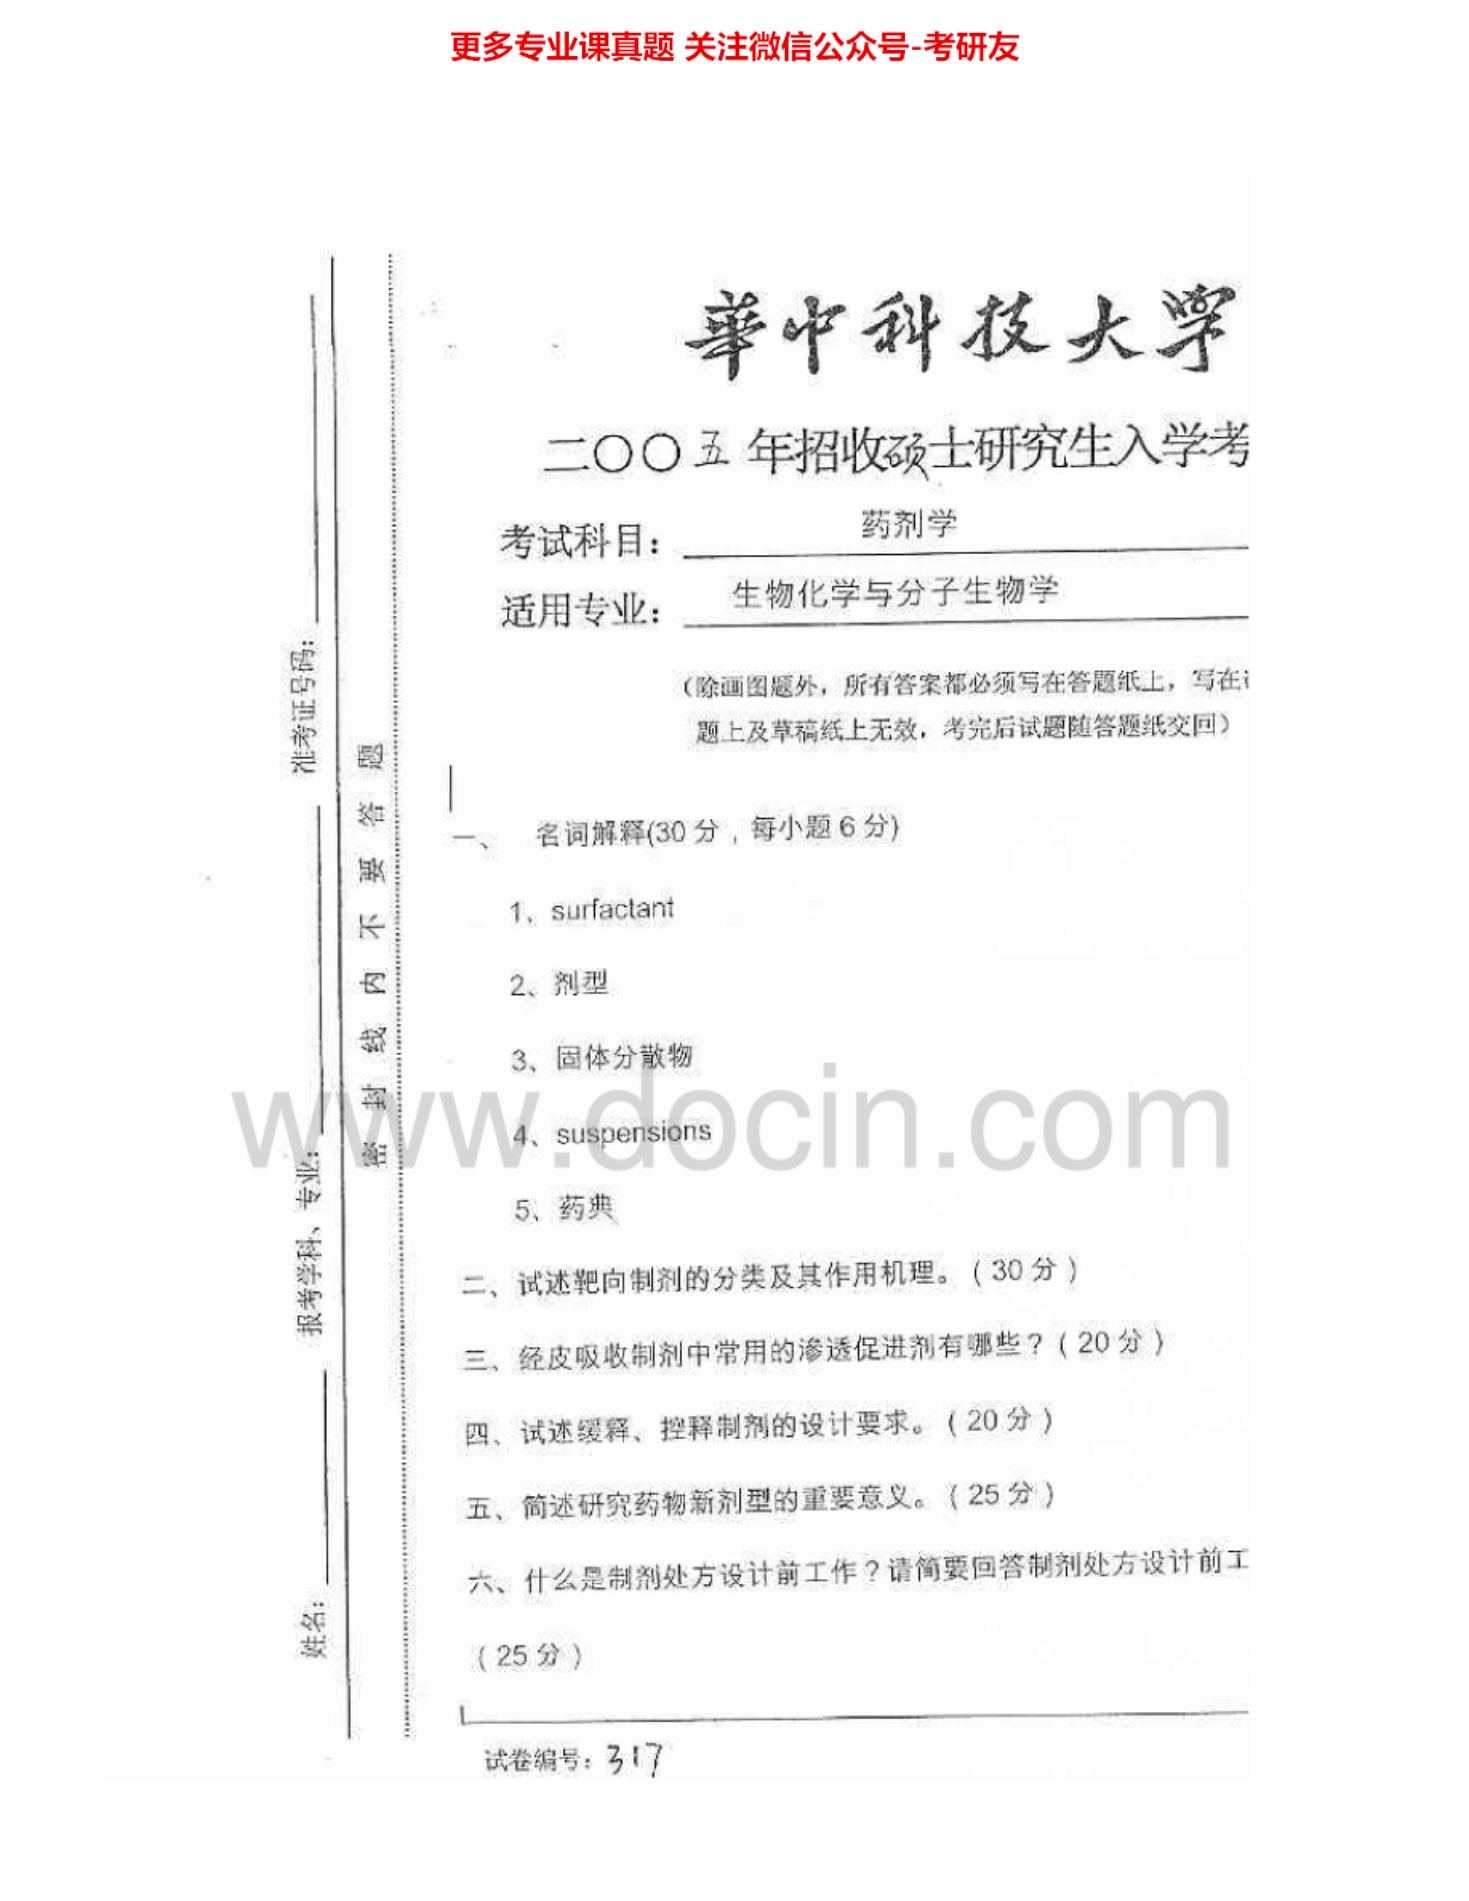 更多专业课真题 关注微信公众号-考研友
華中科技大学
二〇〇五年招收硕士研究生入学考
考试科目： 药剂学
适用专业： 生物化学与分子生物学
（除画图题外，所有答案都必须写在答题纸上，写在
题上及草稿纸上无效，考完后试题随答题纸交回）
一、 名词解释(30分，每小题6分)
1、surfactant
2、剂型
3、固体分散物
4、suspensions
5、药典
二、试述靶向制剂的分类及其作用机理。（30分）
三、经皮吸收制剂中常用的渗透促进剂有哪些？（20分）
四、试述缓释、控释制剂的设计要求。（20分）
五、简述研究药物新剂型的重要意义。（25分）
六、什么是制剂处方设计前工作？请简要回答制剂处方设计前工
（25分）
试卷编号：317
准考证号码：
报考学科、专业：
姓名：
密封线内不要答题
www.docin.com